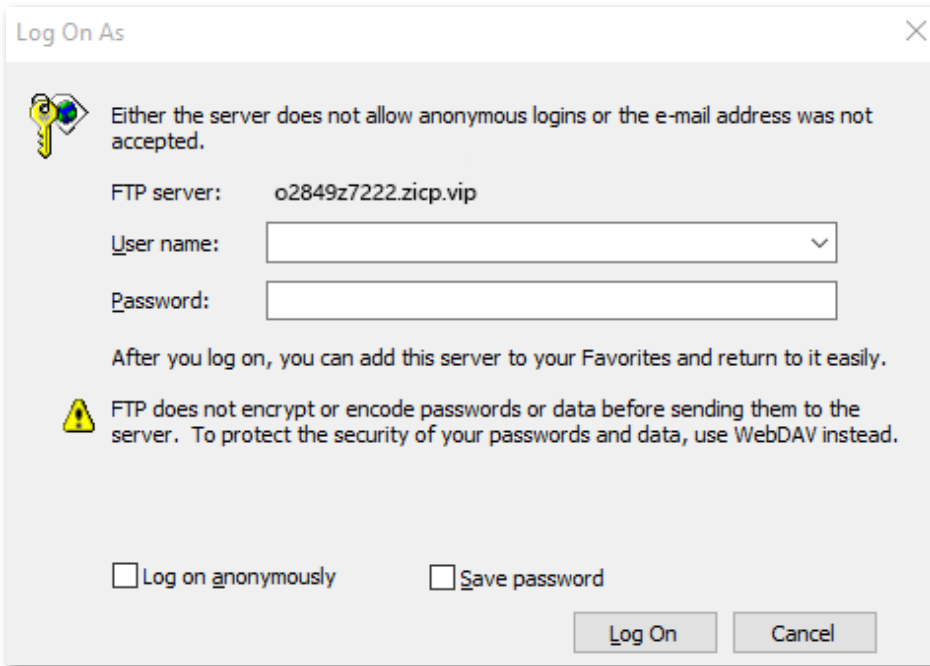 Log On As
Either the server does not allow anonymous logins or the e-mail address was not
accepted.
FTP server: o2849z7222.zicp.vip
User name:
Password:
After you log on, you can add this server to your Favorites and return to it easily.
FTP does not encrypt or encode passwords or data before sending them to the
server. To protect the security of your passwords and data, use WebDAV instead.
Log on anonymously Save password
Log On Cancel